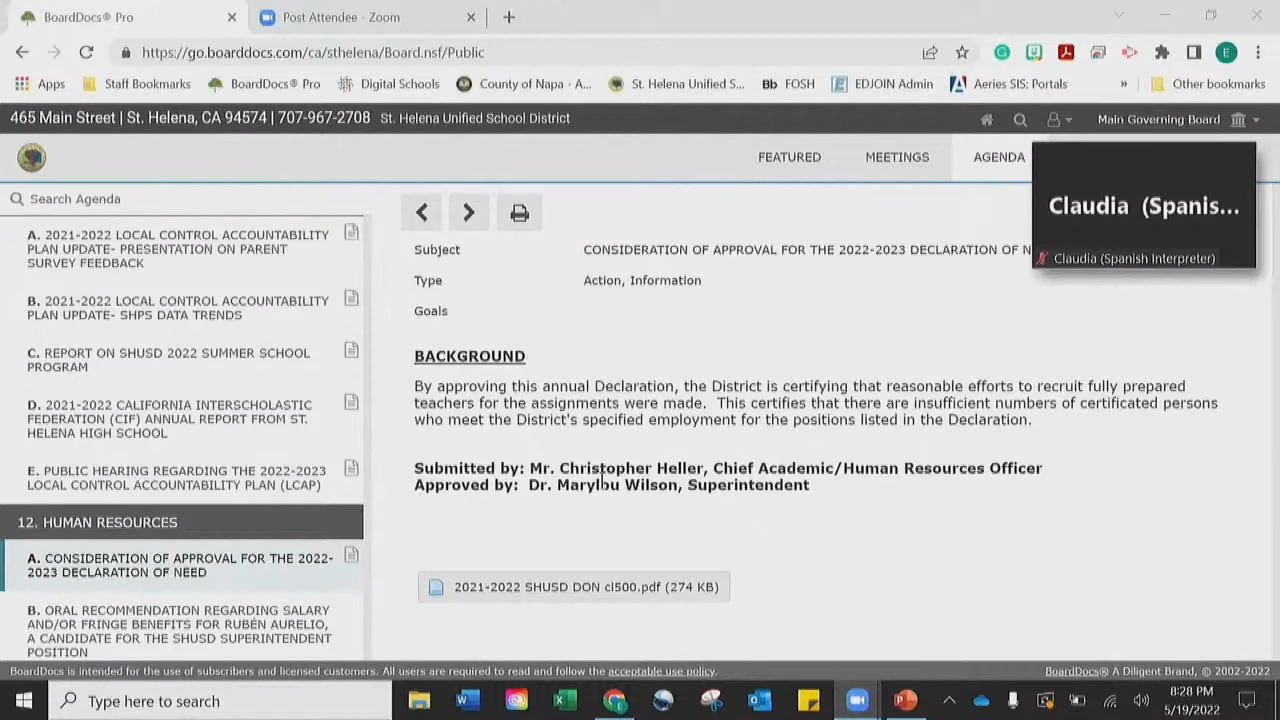 BoardDocs® Pro
Post Attendee - Zoom
https://go.boarddocs.com/ca/sthelena/Board.nsf/Public
E
Apps
Staff Bookmarks
BoardDocs® Pro
Digital Schools
County of Napa - A...
St. Helena Unified S...
Bb FOSH
EDJOIN Admin
Aeries SIS: Portals
»
Other bookmarks
465 Main Street | St. Helena, CA 94574 | 707-967-2708 St. Helena Unified School District
Main Governing Board
FEATURED
MEETINGS
AGENDA
Claudia (Spanis...
Claudia (Spanish Interpreter)
Search Agenda
A. 2021-2022 LOCAL CONTROL ACCOUNTABILITY
PLAN UPDATE- PRESENTATION ON PARENT
SURVEY FEEDBACK
B. 2021-2022 LOCAL CONTROL ACCOUNTABILITY
PLAN UPDATE- SHPS DATA TRENDS
C. REPORT ON SHUSD 2022 SUMMER SCHOOL
PROGRAM
D. 2021-2022 CALIFORNIA INTERSCHOLASTIC
FEDERATION (CIF) ANNUAL REPORT FROM ST.
HELENA HIGH SCHOOL
E. PUBLIC HEARING REGARDING THE 2022-2023
LOCAL CONTROL ACCOUNTABILITY PLAN (LCAP)
12. HUMAN RESOURCES
A. CONSIDERATION OF APPROVAL FOR THE 2022-
2023 DECLARATION OF NEED
B. ORAL RECOMMENDATION REGARDING SALARY
AND/OR FRINGE BENEFITS FOR RUBÉN AURELIO,
A CANDIDATE FOR THE SHUSD SUPERINTENDENT
POSITION
Subject CONSIDERATION OF APPROVAL FOR THE 2022-2023 DECLARATION OF N
Type Action, Information
Goals
BACKGROUND
By approving this annual Declaration, the District is certifying that reasonable efforts to recruit fully prepared
teachers for the assignments were made. This certifies that there are insufficient numbers of certificated persons
who meet the District's specified employment for the positions listed in the Declaration.
Submitted by: Mr. Christopher Heller, Chief Academic/Human Resources Officer
Approved by: Dr. Marylou Wilson, Superintendent
2021-2022 SHUSD DON cl500.pdf (274 KB)
BoardDocs is intended for the use of subscribers and licensed customers. All users are required to read and follow the acceptable use policy.
BoardDocs® A Diligent Brand, © 2002-2022
Type here to search
8:28 PM
5/19/2022